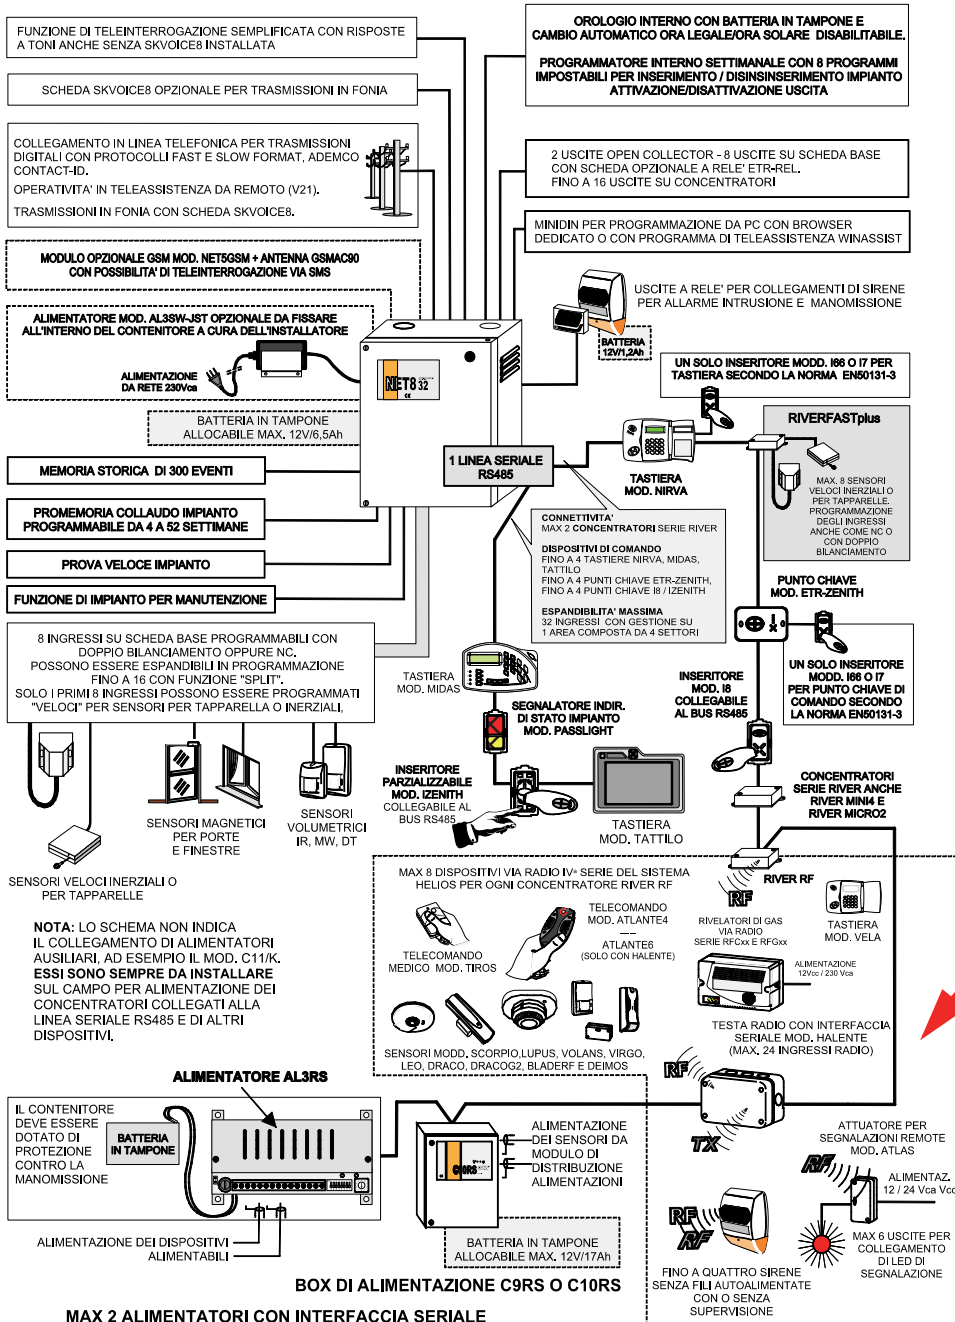 FUNZIONE DI TELEINTERROGAZIONE SEMPLIFICATA CON RISPOSTE
A TONI ANCHE SENZA SKVOICE8 INSTALLATA
SCHEDA SKVOICE8 OPZIONALE PER TRASMISSIONI IN FONIA
COLLEGAMENTO IN LINEA TELEFONICA PER TRASMISSIONI
DIGITALI CON PROTOCOLLI FAST E SLOW FORMAT, ADEMCO
CONTACT-ID.
OPERATIVITA' IN TELEASSISTENZA DA REMOTO (V21).
TRASMISSIONI IN FONIA CON SCHEDA SKVOICE8.
MODULO OPZIONALE GSM MOD. NET5GSM + ANTENNA GSMAC90
CON POSSIBILITA' DI TELEINTERROGAZIONE VIA SMS
ALIMENTATORE MOD. AL3SW-JST OPZIONALE DA FISSARE
ALL'INTERNO DEL CONTENITORE A CURA DELL'INSTALLATORE
ALIMENTAZIONE
DA RETE 230Vca
BATTERIA IN TAMPONE
ALLOCABILE MAX. 12V/6,5Ah
MEMORIA STORICA DI 300 EVENTI
PROMEMORIA COLLAUDO IMPIANTO
PROGRAMMABILE DA 4 A 52 SETTIMANE
PROVA VELOCE IMPIANTO
FUNZIONE DI IMPIANTO PER MANUTENZIONE
8 INGRESSI SU SCHEDA BASE PROGRAMMABILI CON
DOPPIO BILANCIAMENTO OPPURE NC.
POSSONO ESSERE ESPANDIBILI IN PROGRAMMAZIONE
FINO A 16 CON FUNZIONE "SPLIT".
SOLO I PRIMI 8 INGRESSI POSSONO ESSERE PROGRAMMATI
"VELOCI" PER SENSORI PER TAPPARELLA O INERZIALI.
OROLOGIO INTERNO CON BATTERIA IN TAMPONE E
CAMBIO AUTOMATICO ORA LEGALE/ORA SOLARE DISABILITABILE.
PROGRAMMATORE INTERNO SETTIMANALE CON 8 PROGRAMMI
IMPOSTABILI PER INSERIMENTO / DISINSINSERIMENTO IMPIANTO
ATTIVAZIONE/DISATTIVAZIONE USCITA
2 USCITE OPEN COLLECTOR - 8 USCITE SU SCHEDA BASE
CON SCHEDA OPZIONALE A RELE' ETR-REL.
FINO A 16 USCITE SU CONCENTRATORI
MINIDIN PER PROGRAMMAZIONE DA PC CON BROWSER
DEDICATO O CON PROGRAMMA DI TELEASSISTENZA WINASSIST
USCITE A RELE' PER COLLEGAMENTI DI SIRENE
PER ALLARME INTRUSIONE E MANOMISSIONE
BATTERIA
12V/1,2Ah
NET8 32
1 LINEA SERIALE
RS485
UN SOLO INSERITORE MODD. I66 O I7 PER
TASTIERA SECONDO LA NORMA EN50131-3
TASTIERA
MOD. NIRVA
RIVERFASTplus
MAX. 8 SENSORI
VELOCI INERZIALI O
PER TAPPARELLE.
PROGRAMMAZIONE
DEGLI INGRESSI
ANCHE COME NC O
CON DOPPIO
BILANCIAMENTO
CONNETTIVITA'
MAX 2 CONCENTRATORI SERIE RIVER
DISPOSITIVI DI COMANDO
FINO A 4 TASTIERE NIRVA, MIDAS,
TATTILO
FINO A 4 PUNTI CHIAVE ETR-ZENITH,
FINO A 4 PUNTI CHIAVE I8 / IZENITH
ESPANDIBILITA' MASSIMA
32 INGRESSI CON GESTIONE SU
1 AREA COMPOSTA DA 4 SETTORI
PUNTO CHIAVE
MOD. ETR-ZENITH
UN SOLO INSERITORE
MODD. I66 O I7
PER PUNTO CHIAVE DI
COMANDO SECONDO
LA NORMA EN50131-3
TASTIERA
MOD. MIDAS
SEGNALATORE INDIR.
DI STATO IMPIANTO
MOD. PASSLIGHT
INSERITORE
MOD. I8
COLLEGABILE
AL BUS RS485
INSERITORE
PARZIALIZZABILE
MOD. IZENITH
COLLEGABILE AL
BUS RS485
TASTIERA
MOD. TATTILO
CONCENTRATORI
SERIE RIVER ANCHE
RIVER MINI4 E
RIVER MICRO2
SENSORI MAGNETICI
PER PORTE
E FINESTRE
SENSORI
VOLUMETRICI
IR, MW, DT
SENSORI VELOCI INERZIALI O
PER TAPPARELLE
NOTA: LO SCHEMA NON INDICA
IL COLLEGAMENTO DI ALIMENTATORI
AUSILIARI, AD ESEMPIO IL MOD. C11/K.
ESSI SONO SEMPRE DA INSTALLARE
SUL CAMPO PER ALIMENTAZIONE DEI
CONCENTRATORI COLLEGATI ALLA
LINEA SERIALE RS485 E DI ALTRI
DISPOSITIVI.
MAX 8 DISPOSITIVI VIA RADIO IVª SERIE DEL SISTEMA
HELIOS PER OGNI CONCENTRATORE RIVER RF
RIVER RF
RF
TELECOMANDO
MEDICO MOD. TIROS
TELECOMANDO
MOD. ATLANTE4
---
ATLANTE6
(SOLO CON HALENTE)
RIVELATORI DI GAS
VIA RADIO
SERIE RFCxx E RFGxx
TASTIERA
MOD. VELA
ALIMENTAZIONE
12Vcc / 230 Vca
SENSORI MODD. SCORPIO,LUPUS, VOLANS, VIRGO,
LEO, DRACO, DRACOG2, BLADERF E DEIMOS
TESTA RADIO CON INTERFACCIA
SERIALE MOD. HALENTE
(MAX. 24 INGRESSI RADIO)
RF
TX
ALIMENTATORE AL3RS
IL CONTENITORE
DEVE ESSERE
DOTATO DI
PROTEZIONE
CONTRO LA
MANOMISSIONE
BATTERIA
IN TAMPONE
ALIMENTAZIONE DEI DISPOSITIVI
ALIMENTABILI
C10RS
ALIMENTAZIONE
DEI SENSORI DA
MODULO DI
DISTRIBUZIONE
ALIMENTAZIONI
BATTERIA IN TAMPONE
ALLOCABILE MAX. 12V/17Ah
BOX DI ALIMENTAZIONE C9RS O C10RS
MAX 2 ALIMENTATORI CON INTERFACCIA SERIALE
ATTUATORE PER
SEGNALAZIONI REMOTE
MOD. ATLAS
RF
ALIMENTAZ.
12 / 24 Vca Vcc
MAX 6 USCITE PER
COLLEGAMENTO
DI LED DI
SEGNALAZIONE
RF
RF
FINO A QUATTRO SIRENE
SENZA FILI AUTOALIMENTATE
CON O SENZA
SUPERVISIONE